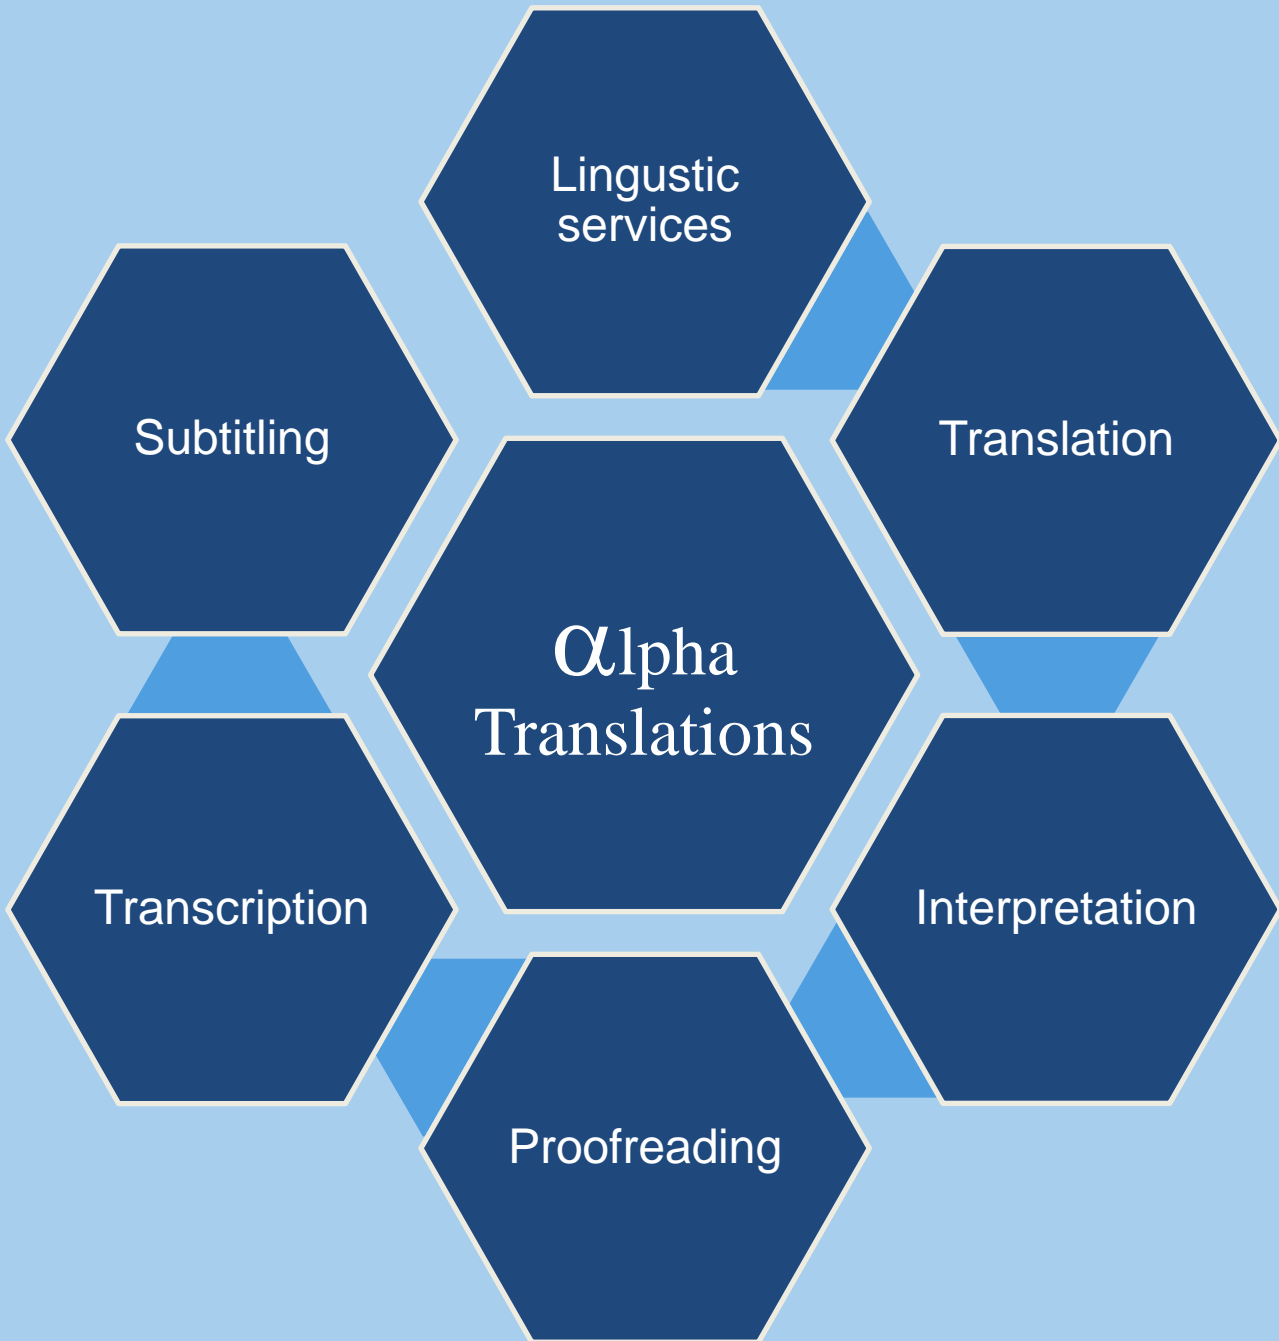 Lingustic
services
Subtitling
Translation
αlpha
Translations
Transcription
Interpretation
Proofreading